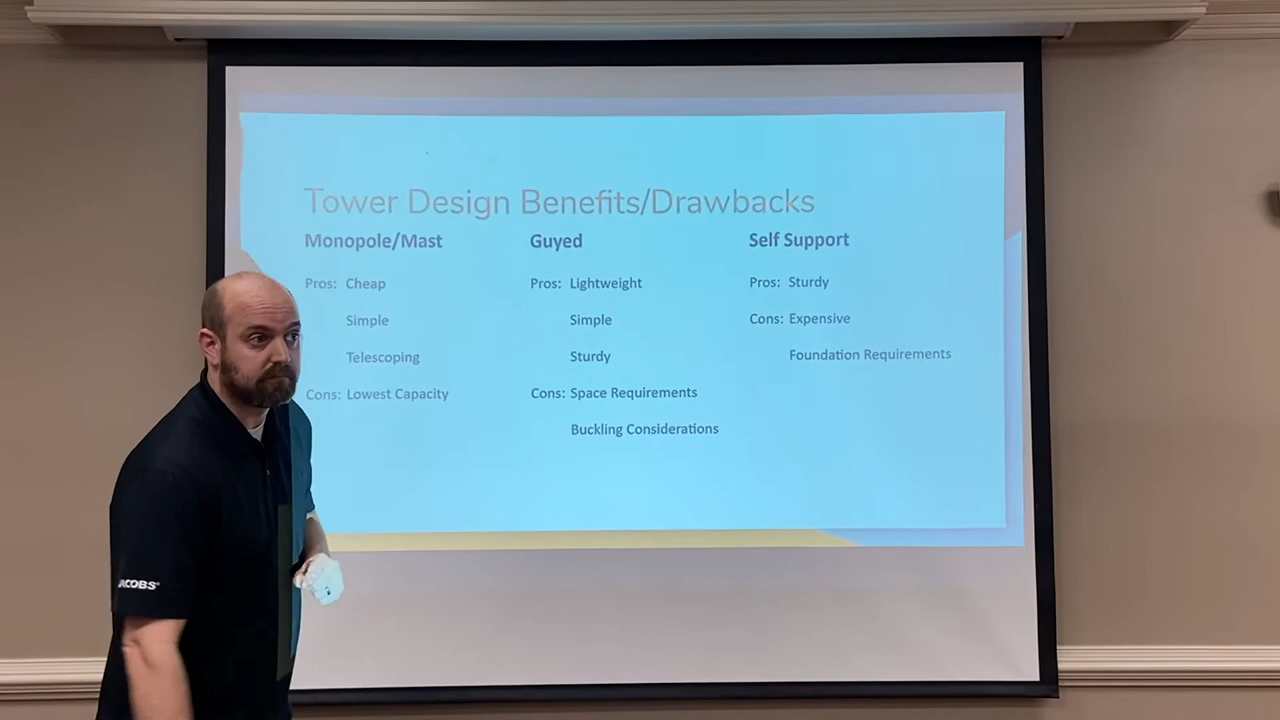 Tower Design Benefits/Drawbacks
Monopole/Mast
Pros: Cheap
Simple
Telescoping
Cons: Lowest Capacity
Guyed
Pros: Lightweight
Simple
Sturdy
Cons: Space Requirements
Buckling Considerations
Self Support
Pros: Sturdy
Cons: Expensive
Foundation Requirements
JACOBS